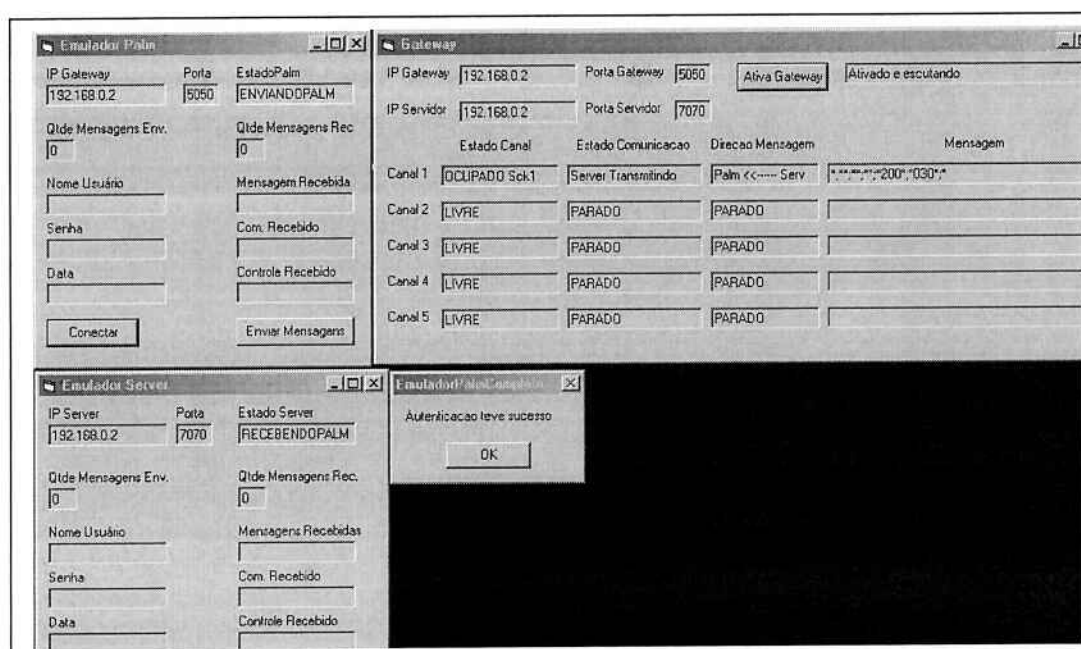 Emulador Palm
IP Gateway Porta EstadoPalm
192.168.0.2 5050 ENVIANDOPALM
Qtde Mensagens Env. Qtde Mensagens Rec
0 0
Nome Usuário Mensagem Recebida
Senha Com. Recebido
Data Controle Recebido
Conectar Enviar Mensagens
Gateway
IP Gateway 192.168.0.2 Porta Gateway 5050 Ativa Gateway Ativado e escutando
IP Servidor 192.168.0.2 Porta Servidor 7070
Estado Canal Estado Comunicacao Direcao Mensagem Mensagem
Canal 1 OCUPADO Sck1 Server Transmitindo Palm <<----- Serv
Canal 2 LIVRE PARADO PARADO
Canal 3 LIVRE PARADO PARADO
Canal 4 LIVRE PARADO PARADO
Canal 5 LIVRE PARADO PARADO
Emulador Server
IP Server Porta Estado Server
192.168.0.2 7070 RECEBENDOPALM
Qtde Mensagens Env. Qtde Mensagens Rec.
0 0
Nome Usuário Mensagens Recebidas
Senha Com. Recebido
Data Controle Recebido
Autenticacao teve sucesso
OK